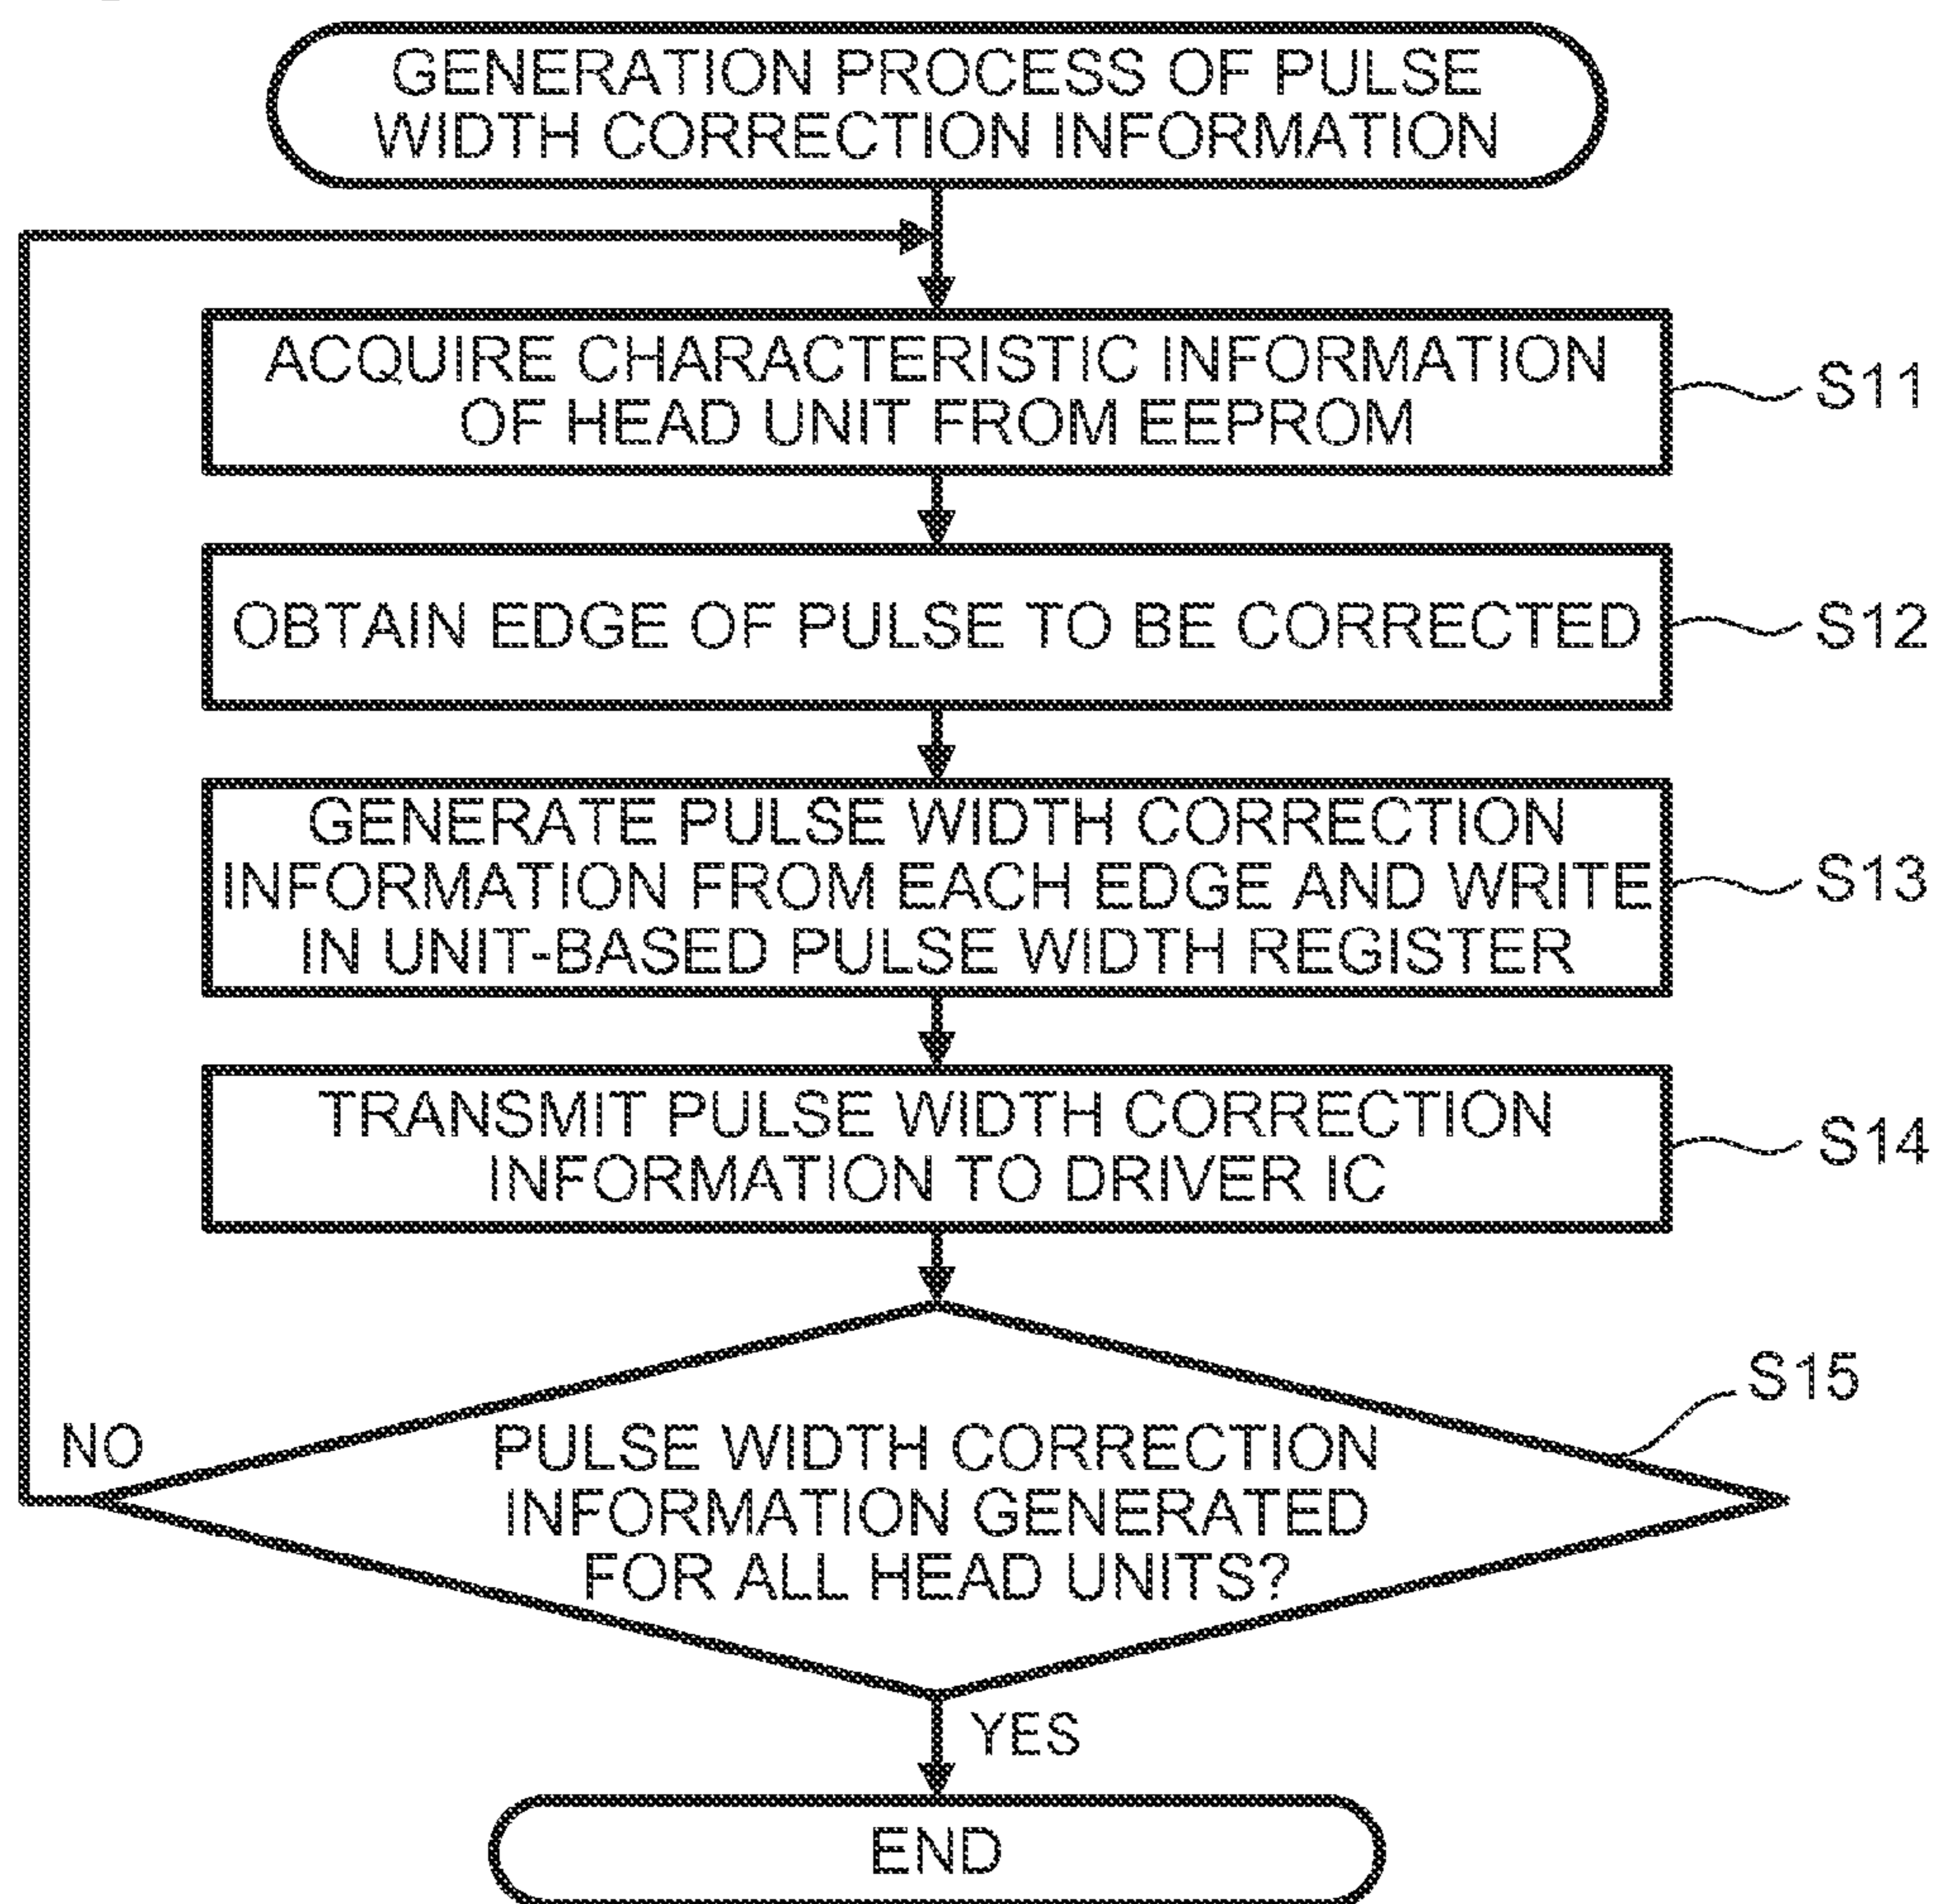 GENERATION PROCESS OF PULSE
WIDTH CORRECTION INFORMATION
ACQUIRE CHARACTERISTIC INFORMATION
OF HEAD UNIT FROM EEPROM
S11
OBTAIN EDGE OF PULSE TO BE CORRECTED
S12
GENERATE PULSE WIDTH CORRECTION
INFORMATION FROM EACH EDGE AND WRITE
IN UNIT-BASED PULSE WIDTH REGISTER
S13
TRANSMIT PULSE WIDTH CORRECTION
INFORMATION TO DRIVER IC
S14
S15
NO
PULSE WIDTH CORRECTION
INFORMATION GENERATED
FOR ALL HEAD UNITS?
YES
END